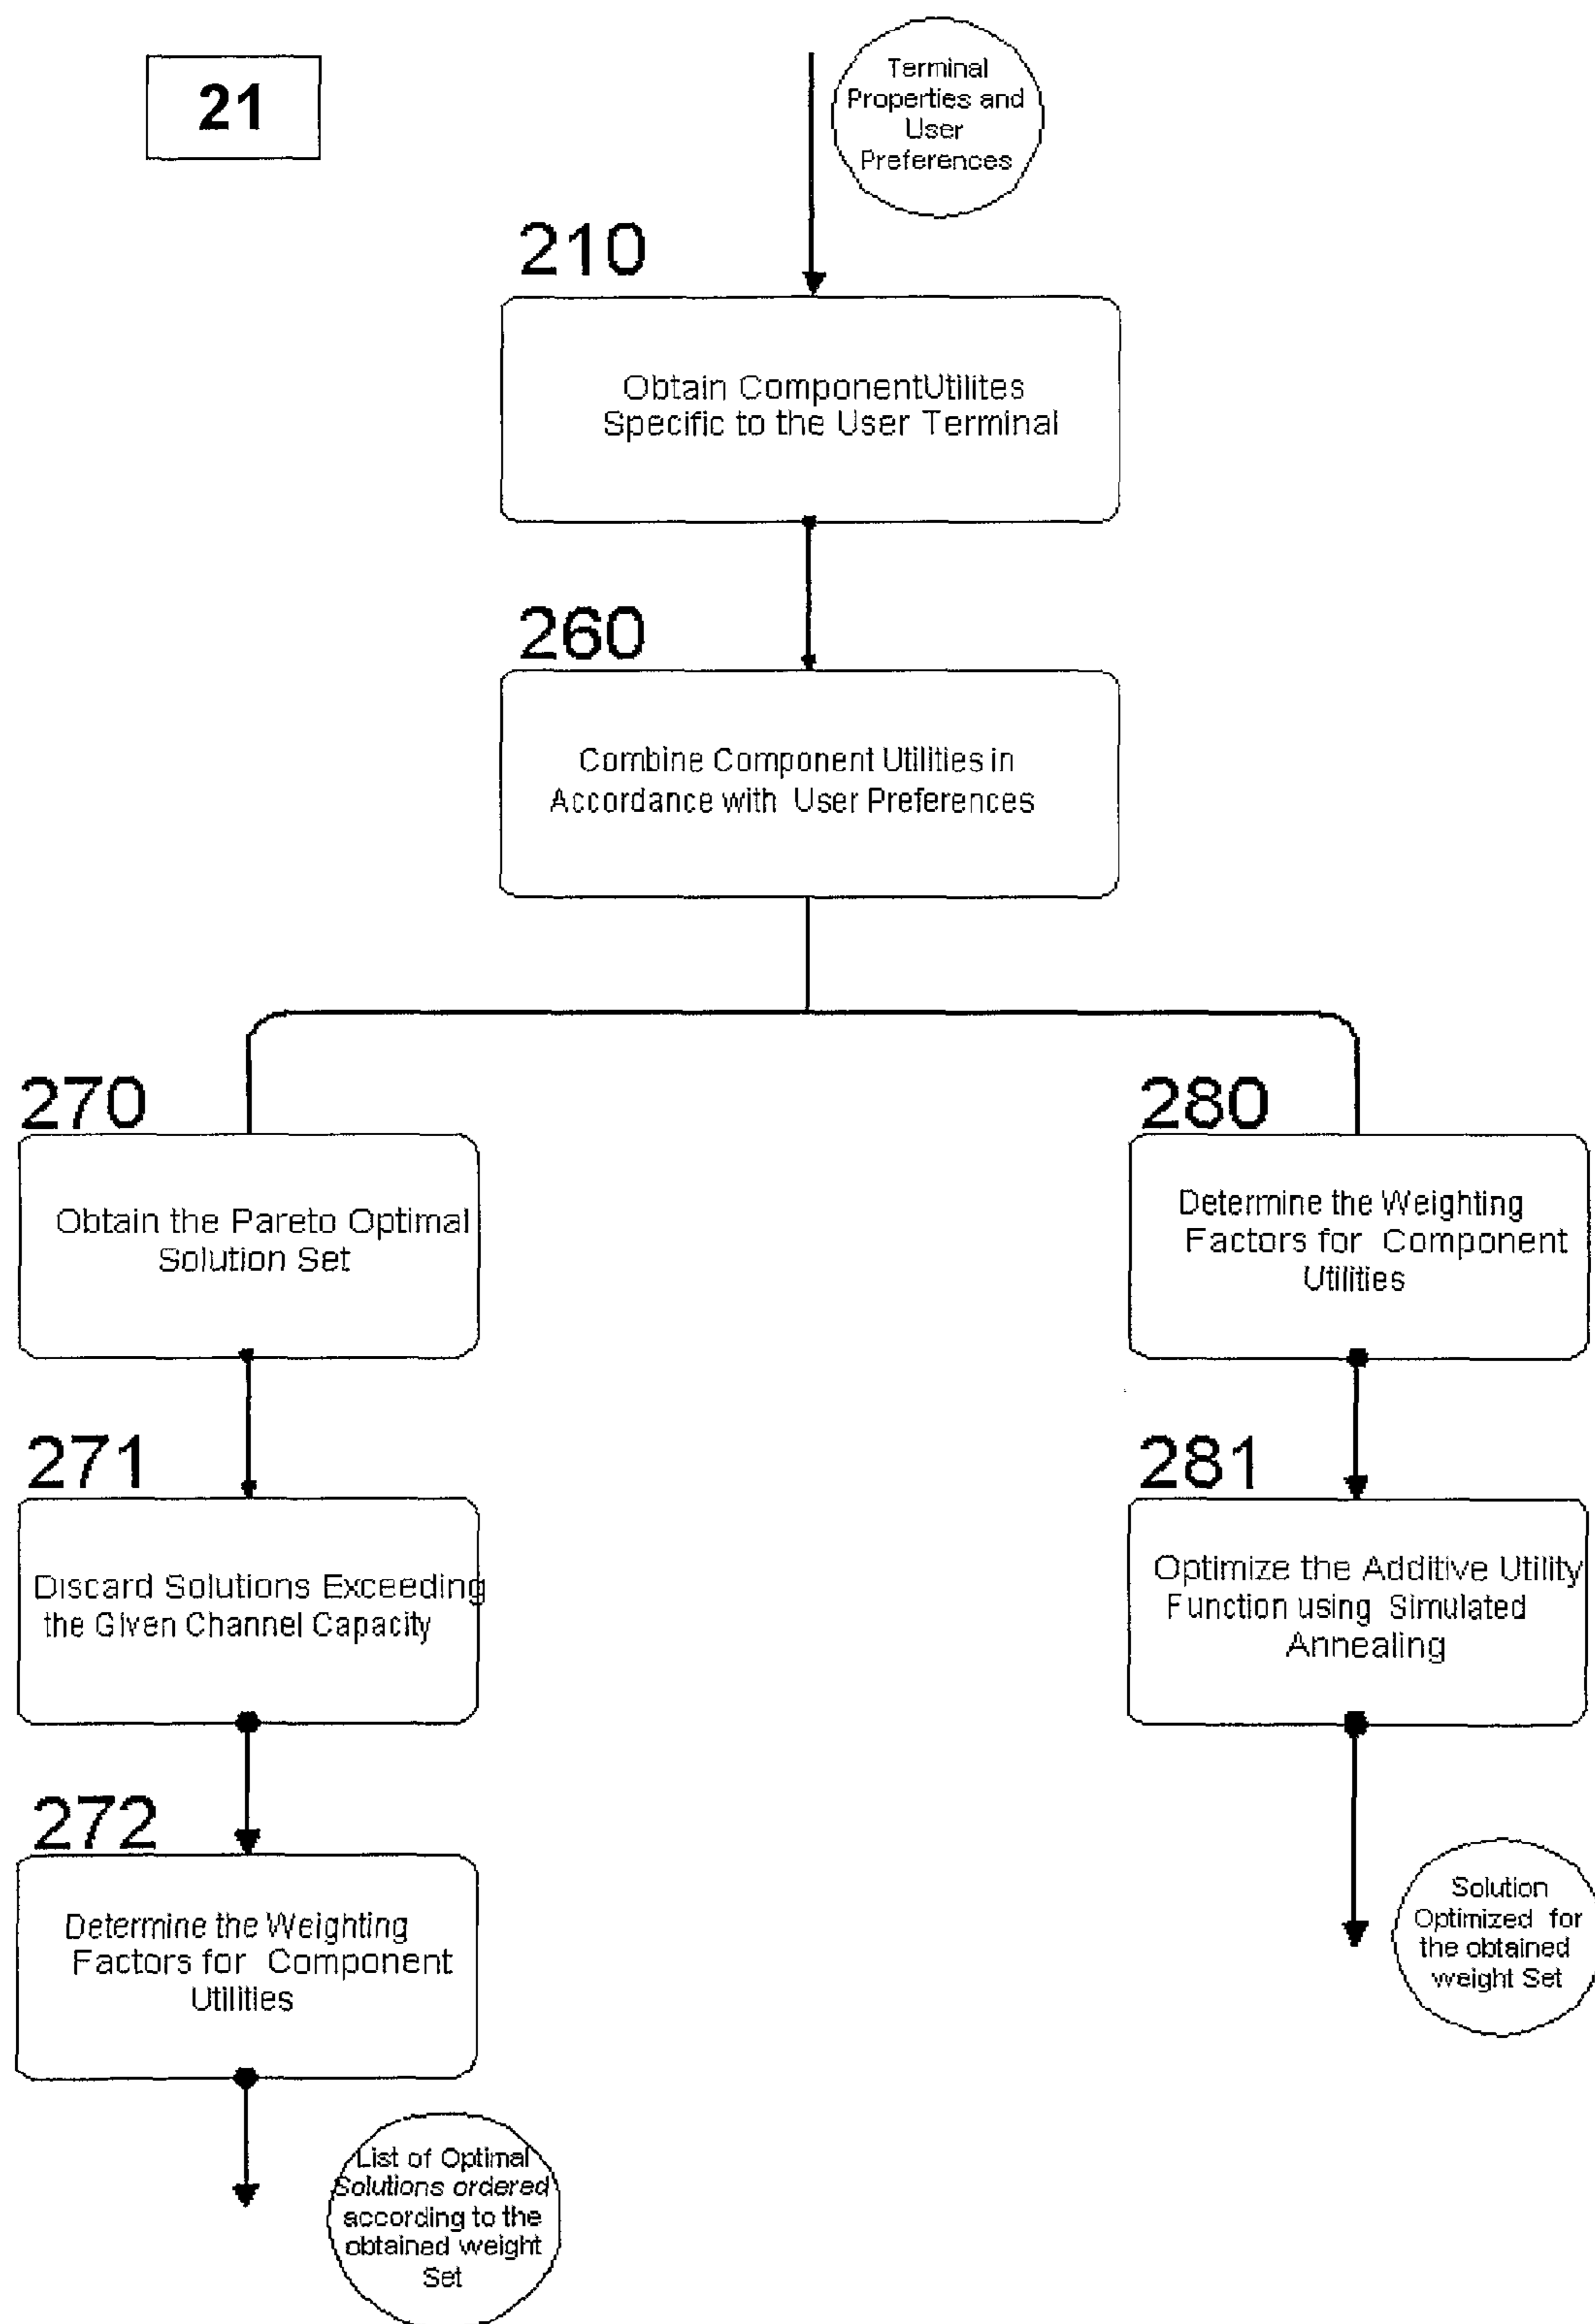 21
Terminal
Properties and
User
Preferences
210
Obtain ComponentUtilites
Specific to the User Terminal
260
Combine Component Utilities in
Accordance with User Preferences
270
Obtain the Pareto Optimal
Solution Set
280
Determine the Weighting
Factors for Component
Utilities
271
Discard Solutions Exceeding
the Given Channel Capacity
281
Optimize the Additive Utility
Function using Simulated
Annealing
272
Determine the Weighting
Factors for Component
Utilities
Solution
Optimized for
the obtained
weight Set
List of Optimal
Solutions ordered
according to the
obtained weight
Set